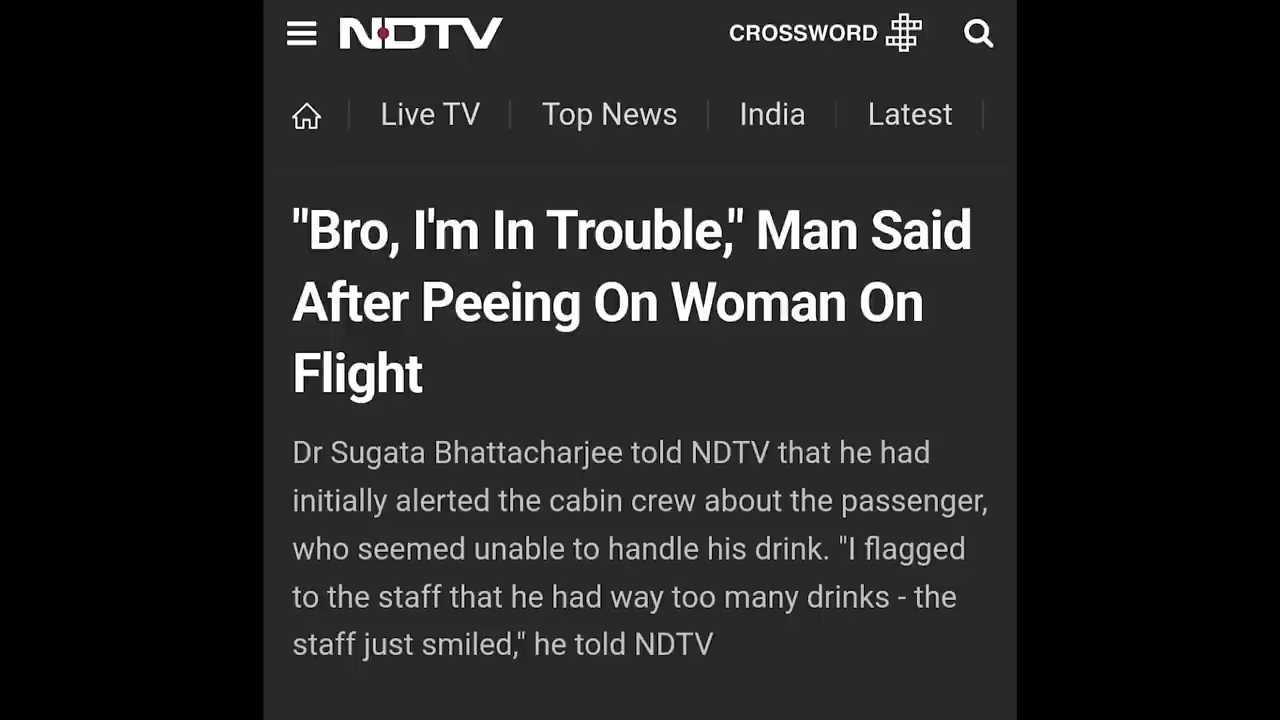 NDTV
CROSSWORD
Live TV
Top News
India
Latest
"Bro, I'm In Trouble," Man Said
After Peeing On Woman On
Flight
Dr Sugata Bhattacharjee told NDTV that he had
initially alerted the cabin crew about the passenger,
who seemed unable to handle his drink. "I flagged
to the staff that he had way too many drinks - the
staff just smiled," he told NDTV